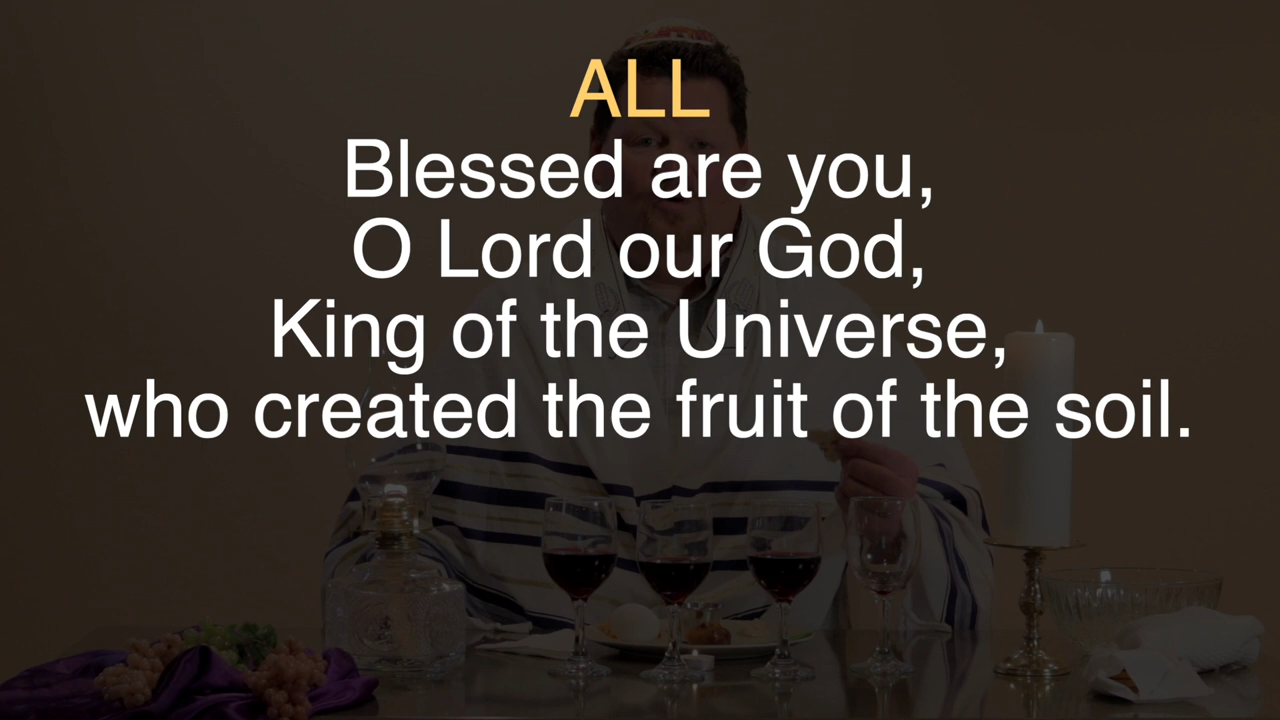 ALL
Blessed are you,
O Lord our God,
King of the Universe,
who created the fruit of the soil.